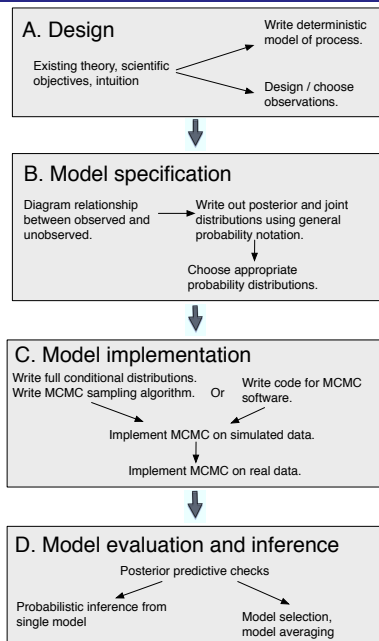 A. Design
Write deterministic
model of process.
Existing theory, scientific
objectives, intuition
Design / choose
observations.
B. Model specification
Diagram relationship
between observed and
unobserved.
Write out posterior and joint
distributions using general
probability notation.
Choose appropriate
probability distributions.
C. Model implementation
Write full conditional distributions.
Write MCMC sampling algorithm.
Or
Write code for MCMC
software.
Implement MCMC on simulated data.
Implement MCMC on real data.
D. Model evaluation and inference
Posterior predictive checks
Probabilistic inference from
single model
Model selection,
model averaging